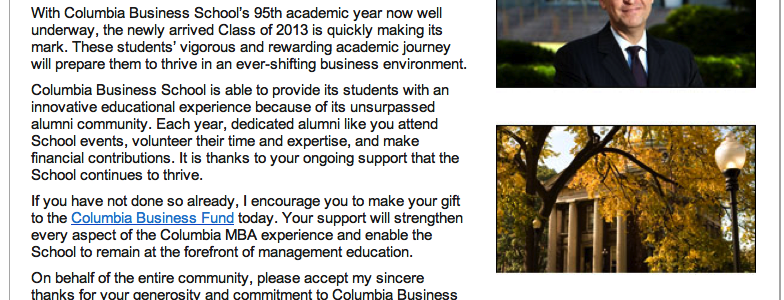 With Columbia Business School's 95th academic year now well
underway, the newly arrived Class of 2013 is quickly making its
mark. These students' vigorous and rewarding academic journey
will prepare them to thrive in an ever-shifting business environment.
Columbia Business School is able to provide its students with an
innovative educational experience because of its unsurpassed
alumni community. Each year, dedicated alumni like you attend
School events, volunteer their time and expertise, and make
financial contributions. It is thanks to your ongoing support that the
School continues to thrive.
If you have not done so already, I encourage you to make your gift
to the Columbia Business Fund today. Your support will strengthen
every aspect of the Columbia MBA experience and enable the
School to remain at the forefront of management education.
On behalf of the entire community, please accept my sincere
thanks for your generosity and commitment to Columbia Business